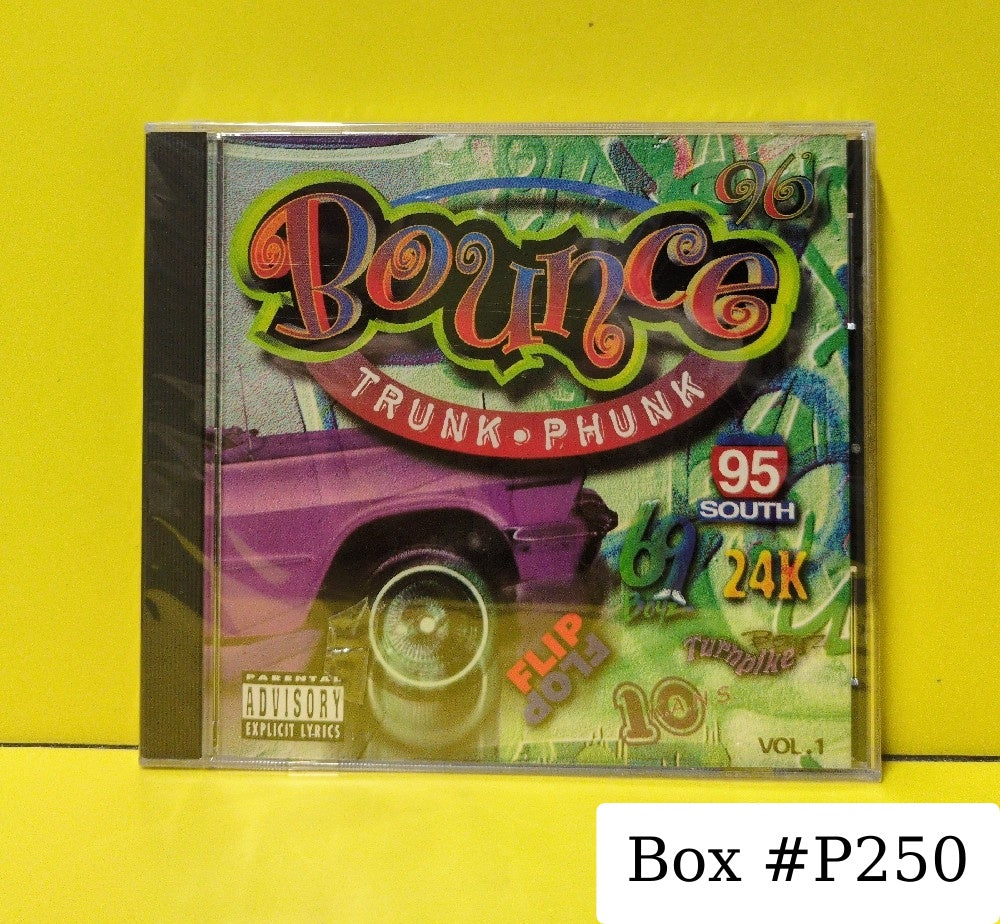 96°
Bounce
TRUNK • PHUNK
95
SOUTH
69
Boyz
24K
FLIP
FLOP
Turnpike
Boyz
10 A'S
PARENTAL
ADVISORY
EXPLICIT LYRICS
VOL.1
Box #P250